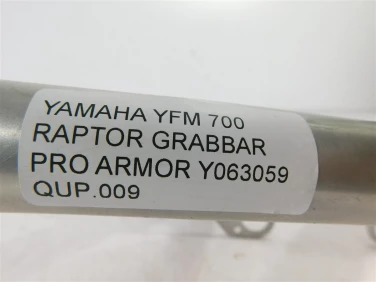 YAMAHA YFM 700
RAPTOR GRABBAR
PRO ARMOR Y063059
QUP.009